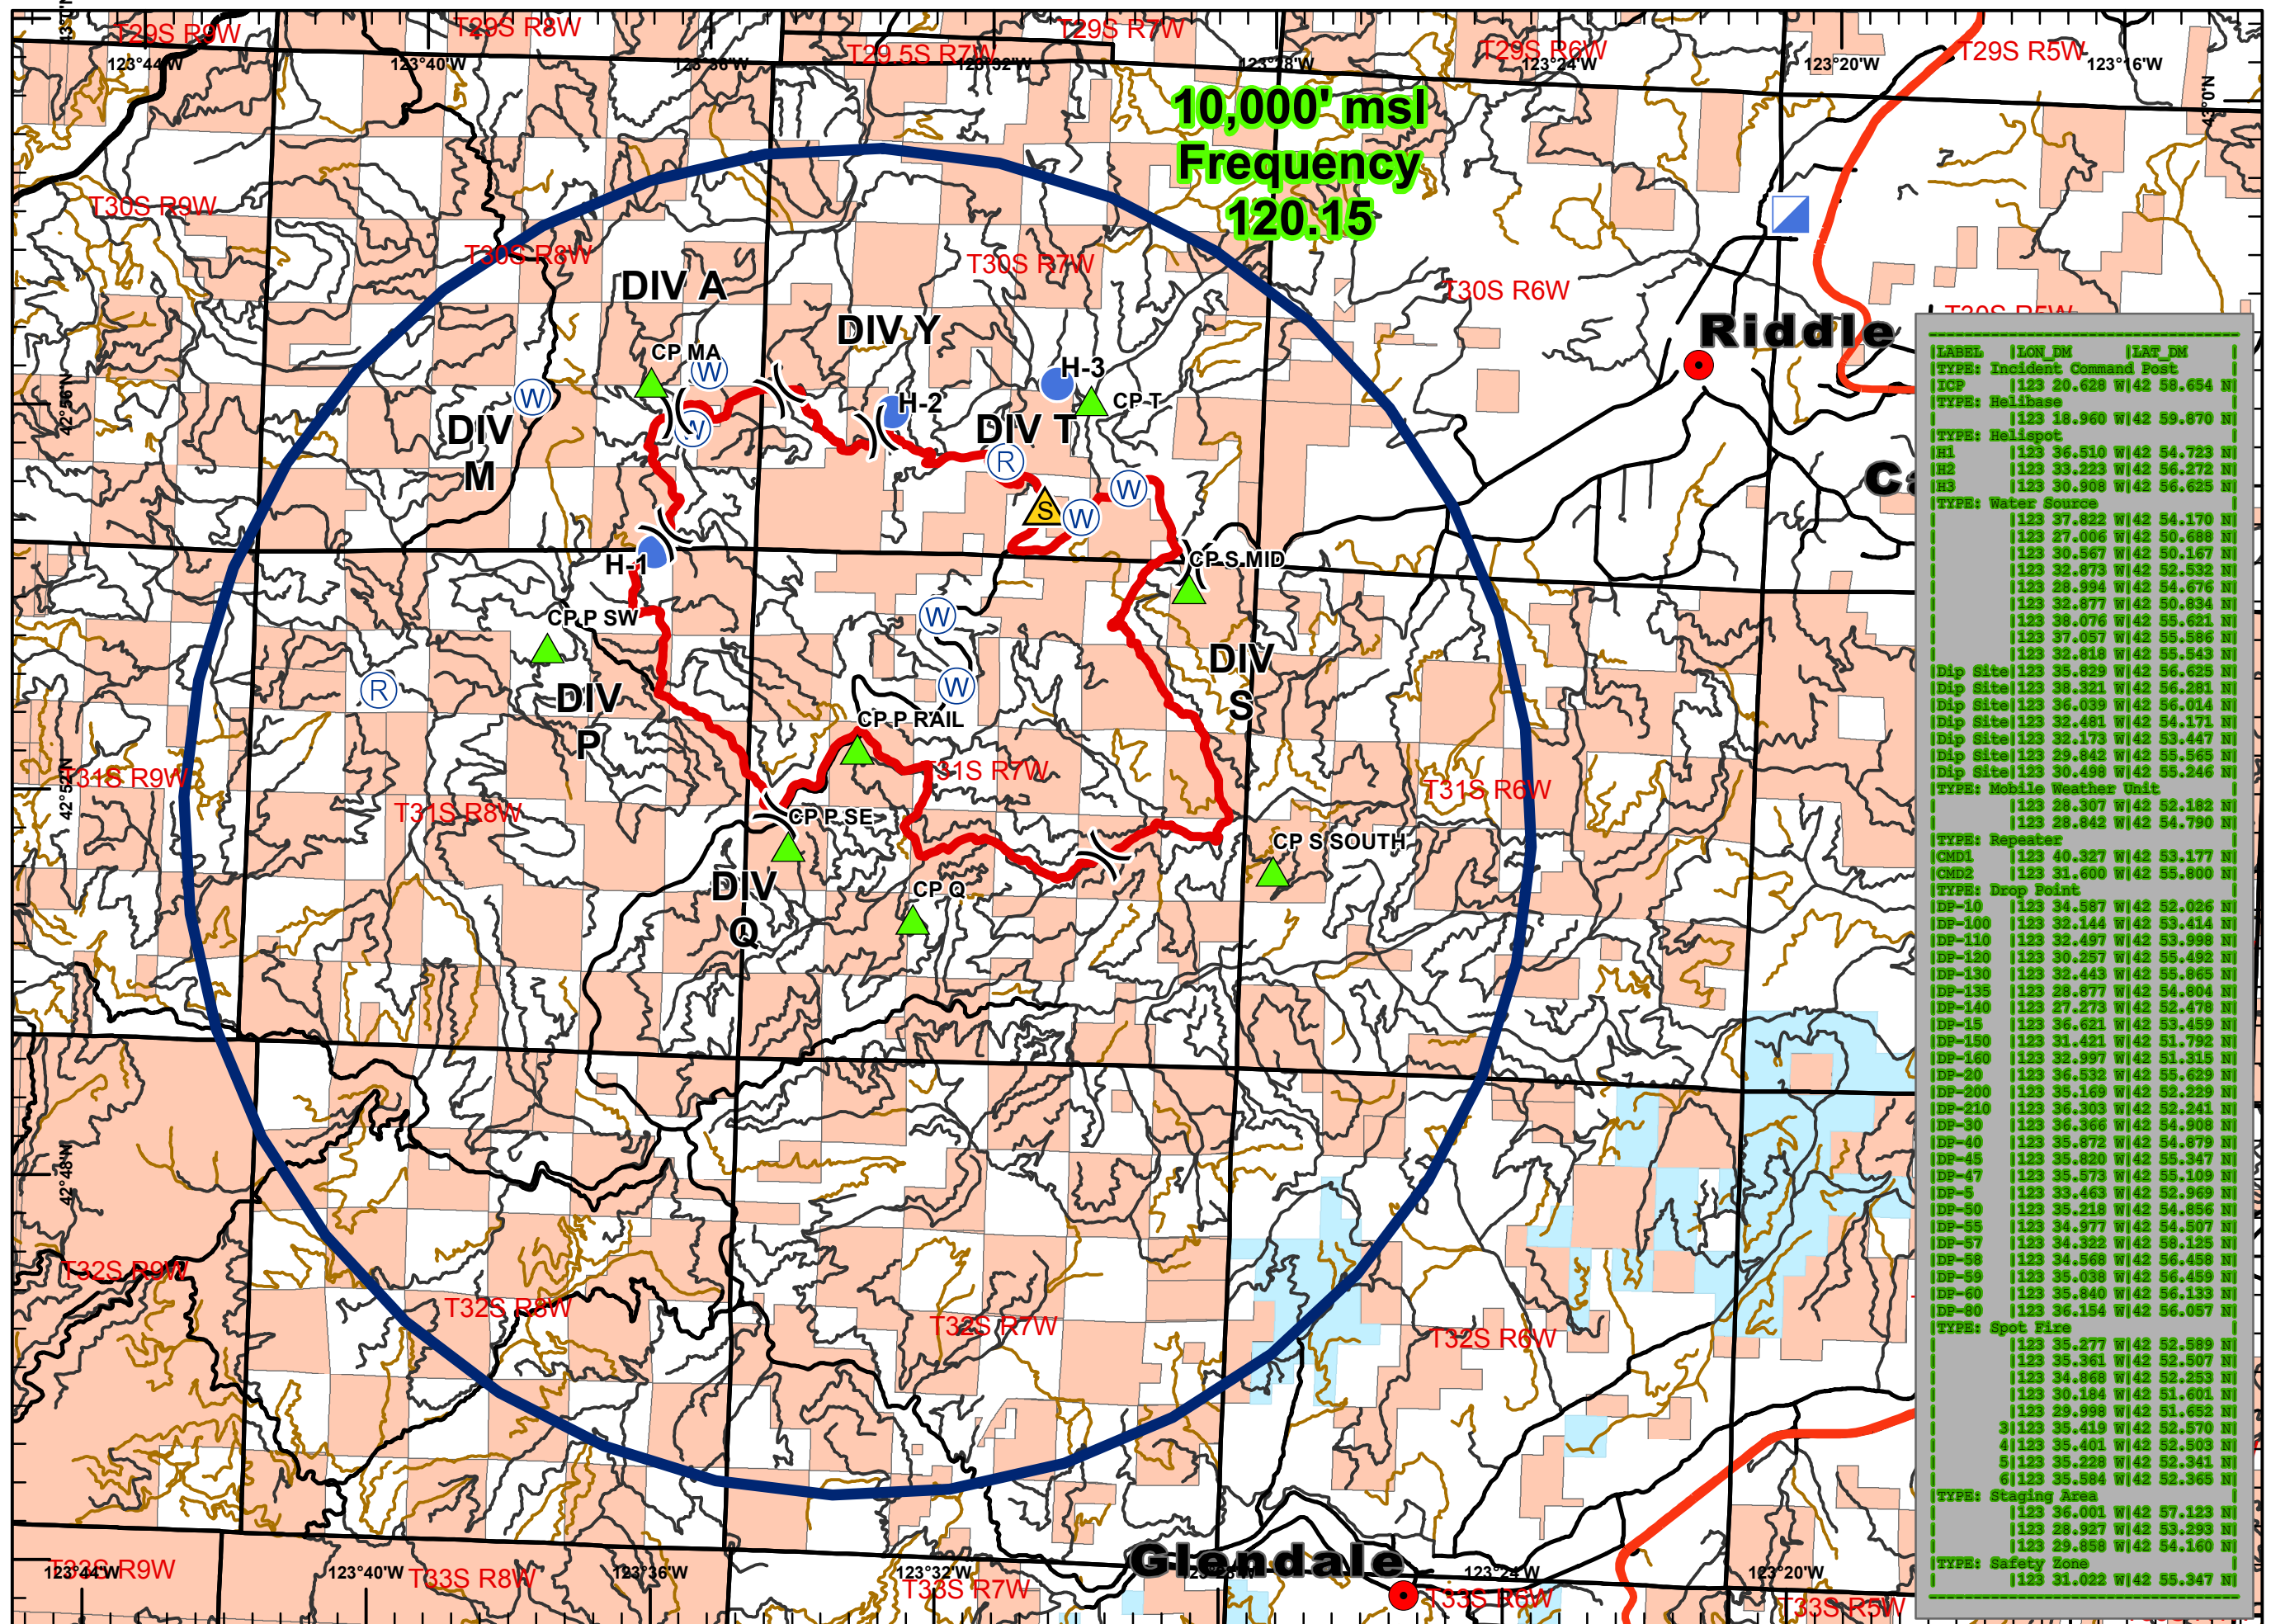 T29S R9W
T29S R8W
T29.5S R7W
T29S R7W
T29S R6W
T29S R5W
123°44'W
123°40'W
123°36'W
123°32'W
123°28'W
123°24'W
123°20'W
123°16'W
43°0'N
43°0'N
10,000' msl
Frequency
120.15
T30S R9W
T30S R8W
T30S R7W
T30S R6W
T30S R5W
DIV A
DIV Y
Riddle
CP MA
W
H-3
H-2
CP T
W
W
42°56'N
DIV
M
DIV T
R
W
S
W
Ca
H-1
CP S MID
CP P SW
W
DIV
S
R
W
DIV
P
CP P RAIL
42°52'N
T31S R9W
T31S R8W
T31S R7W
T31S R6W
CP P SE
CP S SOUTH
DIV
Q
CP Q
42°48'N
T32S R9W
T32S R8W
T32S R7W
T32S R6W
Glendale
T33S R9W
T33S R8W
T33S R7W
T33S R6W
T33S R5W
123°44'W
123°40'W
123°36'W
123°32'W
123°24'W
123°20'W
|LABEL |LON_DM |LAT_DM |
|TYPE: Incident Command Post |
|ICP |123 20.628 W|42 58.654 N|
|TYPE: Helibase |
| |123 18.960 W|42 59.870 N|
|TYPE: Helispot |
|H1 |123 36.510 W|42 54.723 N|
|H2 |123 33.223 W|42 56.272 N|
|H3 |123 30.908 W|42 56.625 N|
|TYPE: Water Source |
| |123 37.822 W|42 54.170 N|
| |123 27.006 W|42 50.688 N|
| |123 30.567 W|42 50.167 N|
| |123 32.873 W|42 52.532 N|
| |123 28.994 W|42 54.676 N|
| |123 32.877 W|42 50.834 N|
| |123 38.076 W|42 55.621 N|
| |123 37.057 W|42 55.586 N|
| |123 32.818 W|42 55.543 N|
|Dip Site|123 35.829 W|42 56.625 N|
|Dip Site|123 38.321 W|42 56.281 N|
|Dip Site|123 36.039 W|42 56.014 N|
|Dip Site|123 32.481 W|42 54.171 N|
|Dip Site|123 32.173 W|42 53.447 N|
|Dip Site|123 29.842 W|42 55.565 N|
|Dip Site|123 30.498 W|42 55.246 N|
|TYPE: Mobile Weather Unit |
| |123 28.307 W|42 52.182 N|
| |123 28.842 W|42 54.790 N|
|TYPE: Repeater |
|CMD1 |123 40.327 W|42 53.177 N|
|CMD2 |123 31.600 W|42 55.800 N|
|TYPE: Drop Point |
|DP-10 |123 34.587 W|42 52.026 N|
|DP-100 |123 32.144 W|42 53.414 N|
|DP-110 |123 32.497 W|42 53.998 N|
|DP-120 |123 30.257 W|42 55.492 N|
|DP-130 |123 32.443 W|42 55.865 N|
|DP-135 |123 28.877 W|42 54.804 N|
|DP-140 |123 27.273 W|42 52.478 N|
|DP-15 |123 36.621 W|42 53.459 N|
|DP-150 |123 31.421 W|42 51.792 N|
|DP-160 |123 32.997 W|42 51.315 N|
|DP-20 |123 36.532 W|42 55.629 N|
|DP-200 |123 35.169 W|42 52.229 N|
|DP-210 |123 36.303 W|42 52.241 N|
|DP-30 |123 36.366 W|42 54.908 N|
|DP-40 |123 35.872 W|42 54.879 N|
|DP-45 |123 35.820 W|42 55.347 N|
|DP-47 |123 35.573 W|42 55.109 N|
|DP-5 |123 33.463 W|42 52.969 N|
|DP-50 |123 35.218 W|42 54.856 N|
|DP-55 |123 34.977 W|42 54.507 N|
|DP-57 |123 34.322 W|42 58.125 N|
|DP-58 |123 34.568 W|42 56.458 N|
|DP-59 |123 35.038 W|42 56.459 N|
|DP-60 |123 35.840 W|42 56.133 N|
|DP-80 |123 36.154 W|42 56.057 N|
|TYPE: Spot Fire |
| |123 35.277 W|42 52.589 N|
| |123 35.361 W|42 52.507 N|
| |123 34.868 W|42 52.253 N|
| |123 30.184 W|42 51.601 N|
| |123 29.998 W|42 51.652 N|
| 3|123 35.419 W|42 52.570 N|
| 4|123 35.401 W|42 52.503 N|
| 5|123 35.228 W|42 52.341 N|
| 6|123 35.584 W|42 52.365 N|
|TYPE: Staging Area |
| |123 36.001 W|42 57.123 N|
| |123 28.927 W|42 53.293 N|
| |123 29.858 W|42 54.160 N|
|TYPE: Safety Zone |
| |123 31.022 W|42 55.347 N|